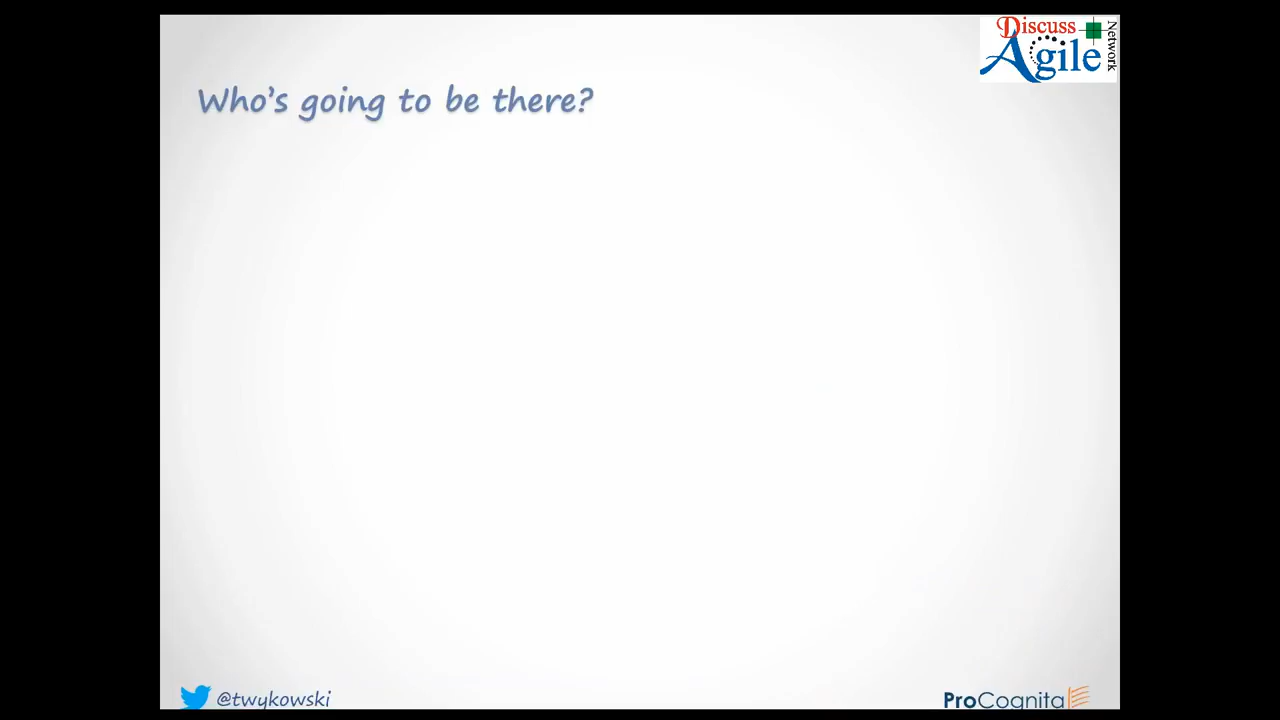 Discuss
Agile
Network
Who's going to be there?
@twykowski
ProCognita